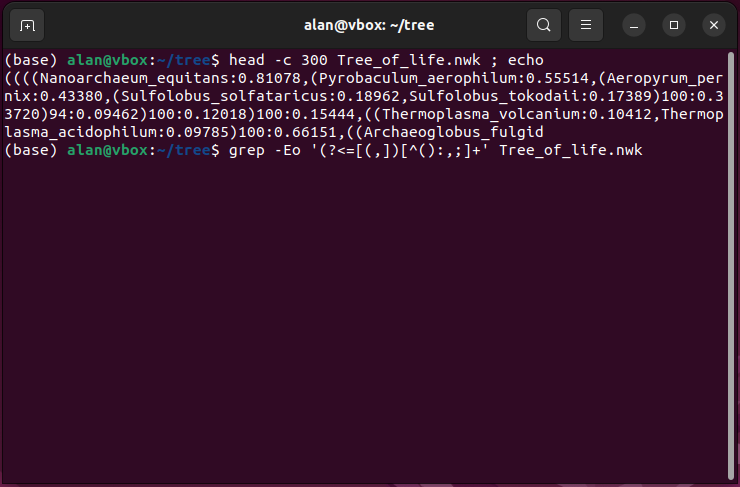 alan@vbox: ~/tree
(base) alan@vbox:~/tree$ head -c 300 Tree_of_life.nwk ; echo
((((Nanoarchaeum_equitans:0.81078,(Pyrobaculum_aerophilum:0.55514,(Aeropyrum_per
nix:0.43380,(Sulfolobus_solfataricus:0.18962,Sulfolobus_tokodaii:0.17389)100:0.3
3720)94:0.09462)100:0.12018)100:0.15444,((Thermoplasma_volcanium:0.10412,Thermop
lasma_acidophilum:0.09785)100:0.66151,((Archaeoglobus_fulgid
(base) alan@vbox:~/tree$ grep -Eo '(?<=[(,])[^():,;]+' Tree_of_life.nwk